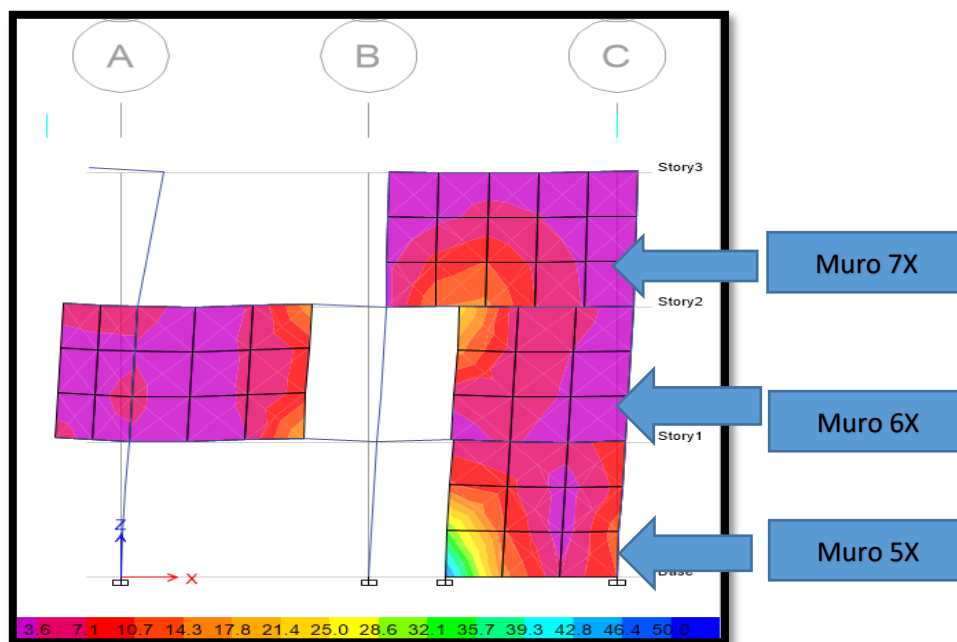 A B C
Story3
Muro 7X
Story2
Muro 6X
Story1
Muro 5X
Base
Z
X
3.6 7.1 10.7 14.3 17.8 21.4 25.0 28.6 32.1 35.7 39.3 42.8 46.4 50.0